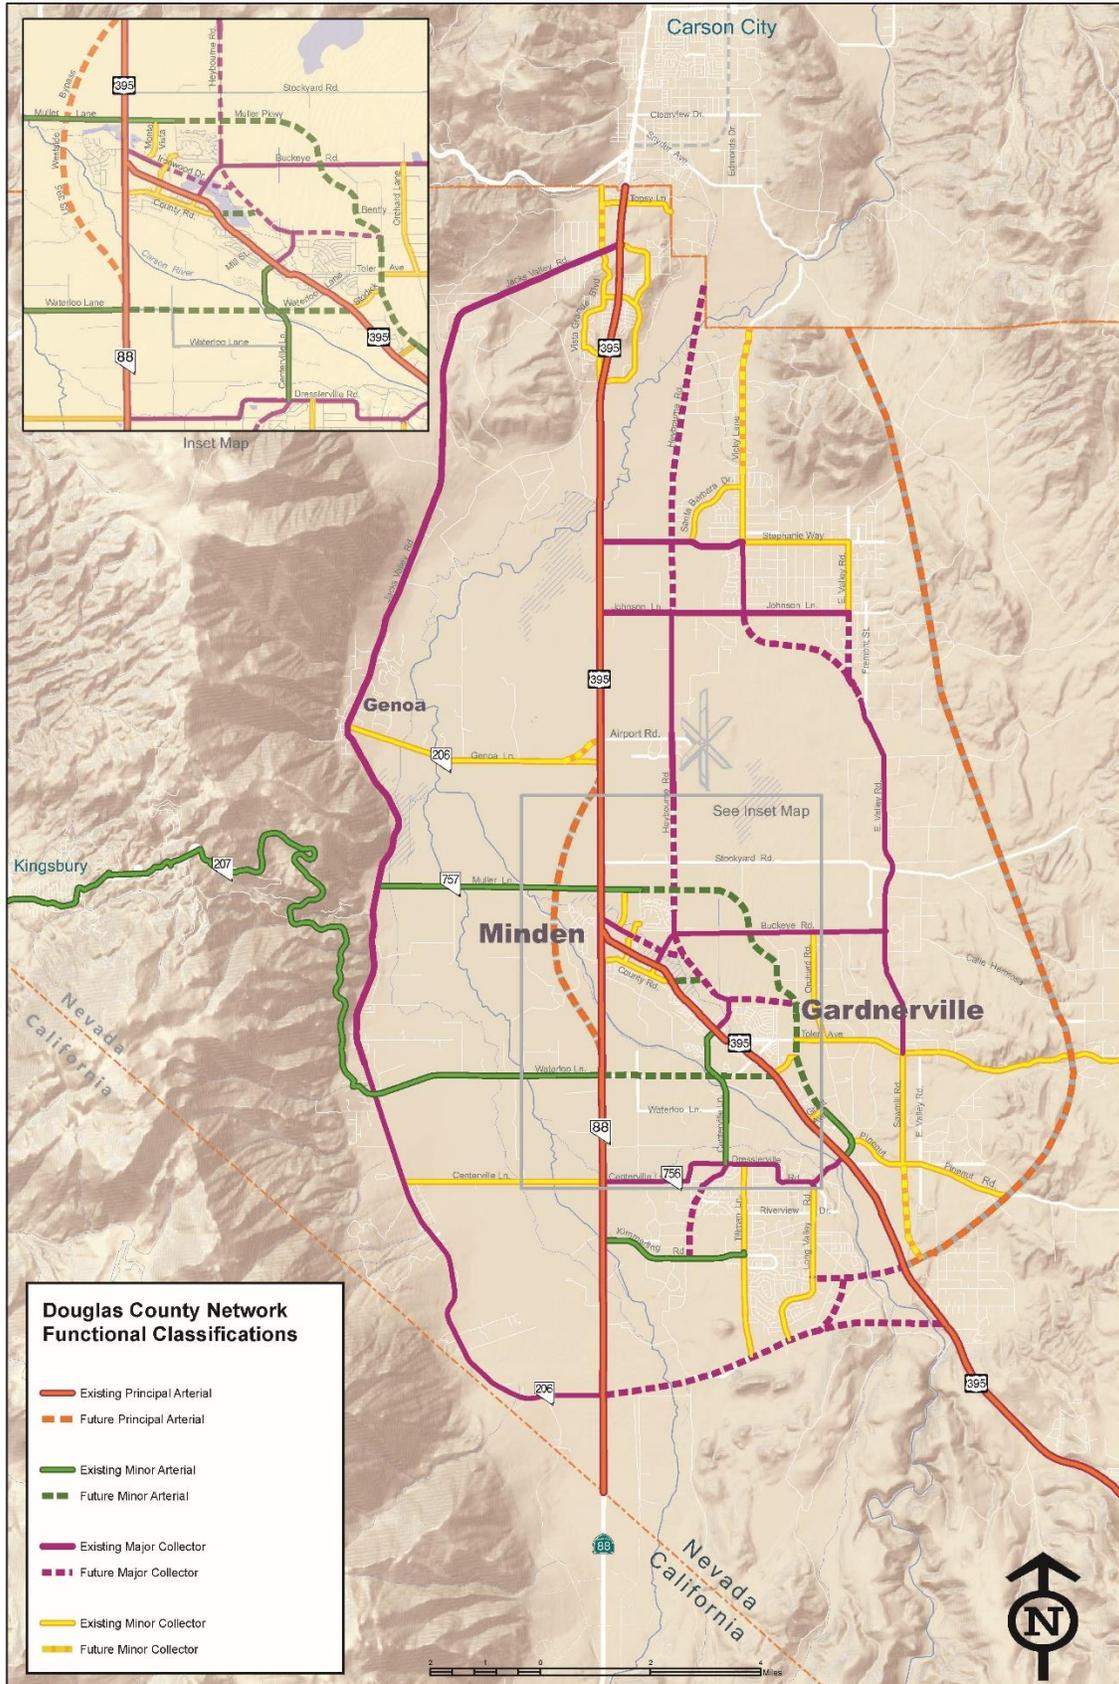 Carson City
Clearview Dr.
Snyder Ave.
Edmonds Dr.
Topsy Ln
Jacks Valley Rd
Vista Grande Blvd
395
Heybourne Rd
Vicky Lane
Santa Barbara Dr.
Stephanie Way
E. Valley Rd
Jacks Valley Rd
Johnson Ln.
Johnson Ln.
Fremont St.
395
Genoa
206
Genoa Ln.
Airport Rd.
Heybourne Rd.
See Inset Map
E. Valley Rd.
Kingsbury
207
Stockyard Rd.
757
Muller Ln.
Minden
Buckeye Rd.
Orchard Rd.
Calle Hermosa
County Rd.
Gardnerville
Toler Ave
395
Nevada
California
Waterloo Ln.
Waterloo Ln.
Centerville Ln.
Sawmill Rd.
E. Valley Rd.
88
Pinenut
Pinenut Rd.
Dresslerville
Rd.
Centerville Ln.
Centerville
756
Tillman Ln.
Riverview Dr.
Long Valley Rd.
Kimmerling
Rd
206
395
88
Nevada
California
2 1 0 2 4
Miles
N
395
Heybourne Rd.
Stockyard Rd.
Bypass
Muller Lane
Muller Pkwy
Monte
Vista
Ironwood Dr.
Buckeye Rd.
Orchard Lane
County Rd.
Bently
Carson River
Mill St.
Toler Ave
Waterloo Lane
Waterloo Lane
Stodick
Waterloo Lane
395
88
Centerville Ln.
Dresslerville Rd.
Inset Map
Douglas County Network
Functional Classifications
Existing Principal Arterial
Future Principal Arterial
Existing Minor Arterial
Future Minor Arterial
Existing Major Collector
Future Major Collector
Existing Minor Collector
Future Minor Collector